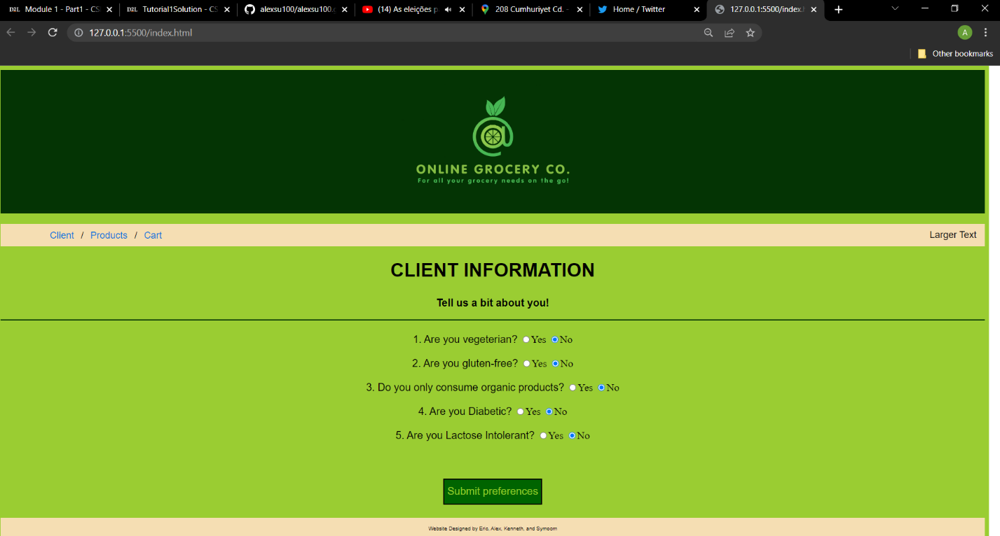 D2L Module 1 - Part1 - CS D2L Tutorial1Solution - CS alexsu100/alexsu100.g (14) As eleições p 208 Cumhuriyet Cd. - Home / Twitter 127.0.0.1:5500/index.
127.0.0.1:5500/index.html A
Other bookmarks
ONLINE GROCERY CO.
For all your grocery needs on the go!
Client / Products / Cart Larger Text
CLIENT INFORMATION
Tell us a bit about you!
1. Are you vegeterian? Yes No
2. Are you gluten-free? Yes No
3. Do you only consume organic products? Yes No
4. Are you Diabetic? Yes No
5. Are you Lactose Intolerant? Yes No
Submit preferences
Website Designed by Eric, Alex, Kenneth, and Symoom